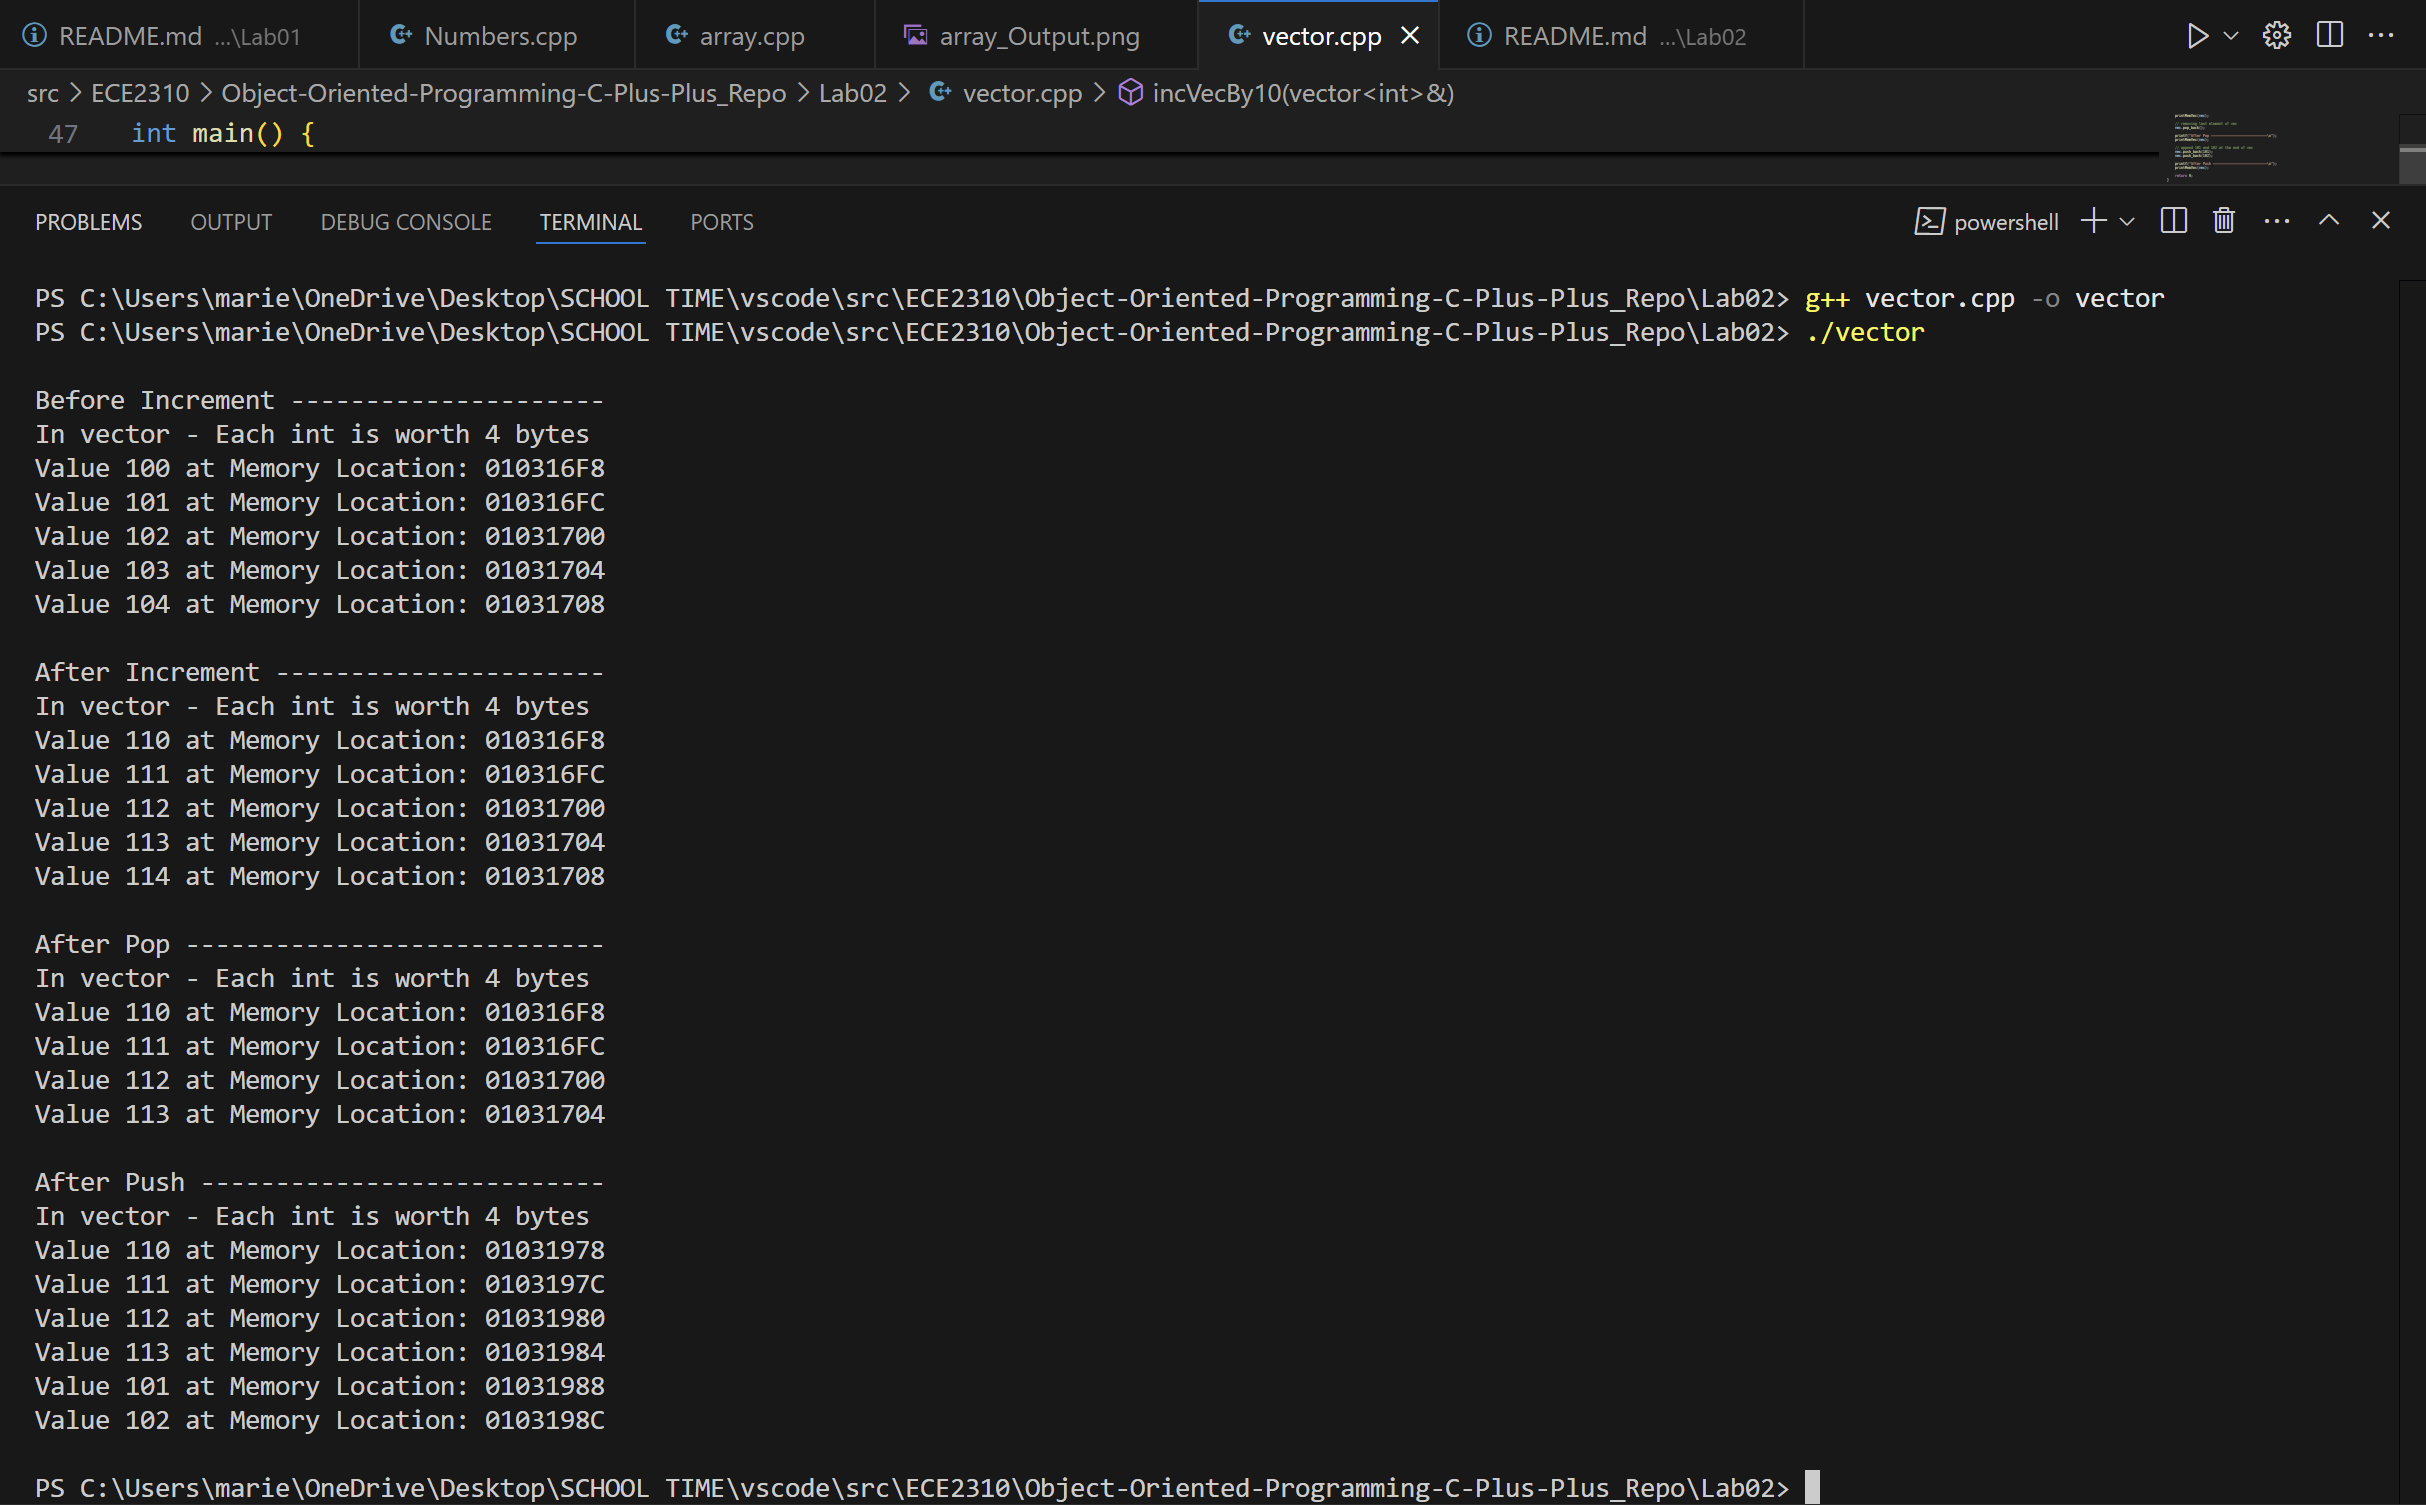 README.md ...\Lab01 Numbers.cpp array.cpp array_Output.png vector.cpp README.md ...\Lab02
src > ECE2310 > Object-Oriented-Programming-C-Plus-Plus_Repo > Lab02 > vector.cpp > incVecBy10(vector<int>&)
47 int main() {
PROBLEMS OUTPUT DEBUG CONSOLE TERMINAL PORTS powershell
PS C:\Users\marie\OneDrive\Desktop\SCHOOL TIME\vscode\src\ECE2310\Object-Oriented-Programming-C-Plus-Plus_Repo\Lab02> g++ vector.cpp -o vector
PS C:\Users\marie\OneDrive\Desktop\SCHOOL TIME\vscode\src\ECE2310\Object-Oriented-Programming-C-Plus-Plus_Repo\Lab02> ./vector
Before Increment ---------------------
In vector - Each int is worth 4 bytes
Value 100 at Memory Location: 010316F8
Value 101 at Memory Location: 010316FC
Value 102 at Memory Location: 01031700
Value 103 at Memory Location: 01031704
Value 104 at Memory Location: 01031708
After Increment ----------------------
In vector - Each int is worth 4 bytes
Value 110 at Memory Location: 010316F8
Value 111 at Memory Location: 010316FC
Value 112 at Memory Location: 01031700
Value 113 at Memory Location: 01031704
Value 114 at Memory Location: 01031708
After Pop ----------------------------
In vector - Each int is worth 4 bytes
Value 110 at Memory Location: 010316F8
Value 111 at Memory Location: 010316FC
Value 112 at Memory Location: 01031700
Value 113 at Memory Location: 01031704
After Push ---------------------------
In vector - Each int is worth 4 bytes
Value 110 at Memory Location: 01031978
Value 111 at Memory Location: 0103197C
Value 112 at Memory Location: 01031980
Value 113 at Memory Location: 01031984
Value 101 at Memory Location: 01031988
Value 102 at Memory Location: 0103198C
PS C:\Users\marie\OneDrive\Desktop\SCHOOL TIME\vscode\src\ECE2310\Object-Oriented-Programming-C-Plus-Plus_Repo\Lab02>